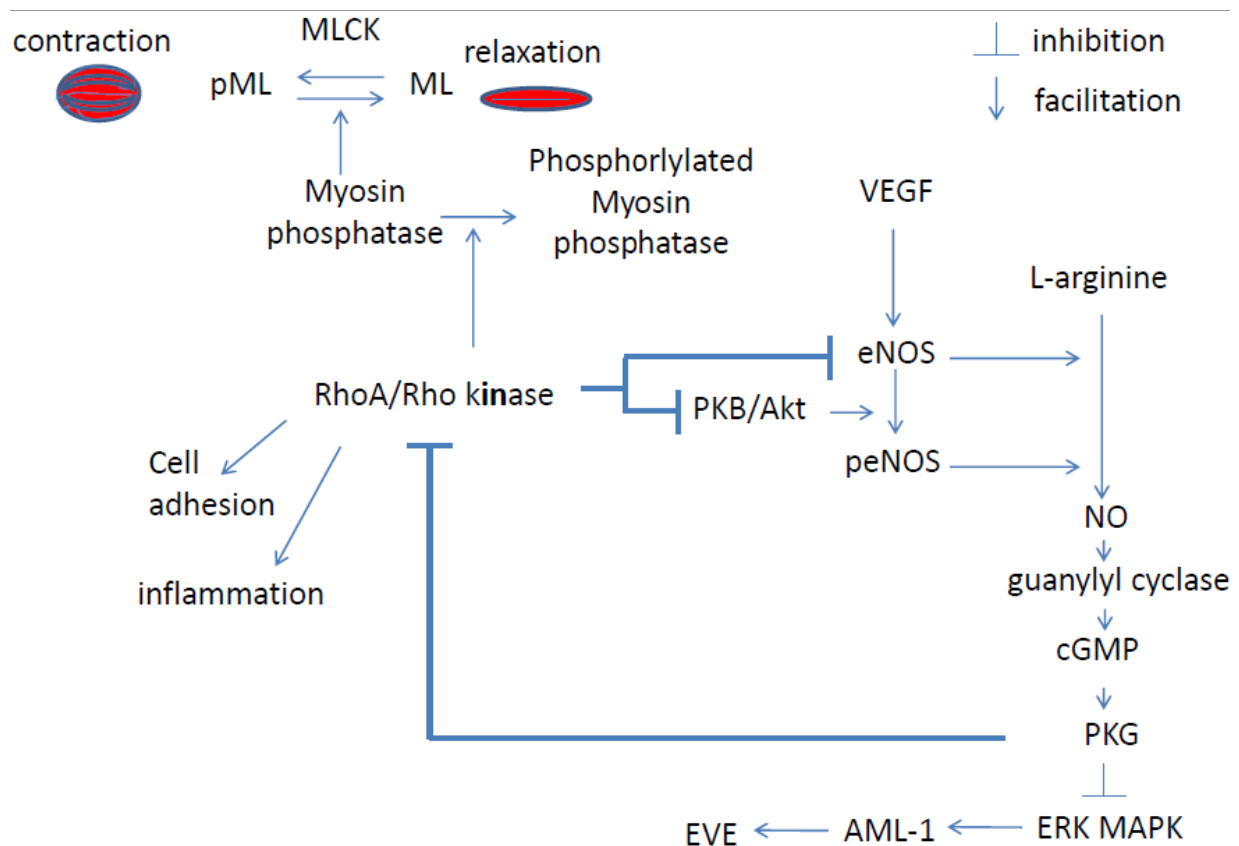 contraction
MLCK
relaxation
pML
ML
inhibition
facilitation
Myosin
phosphatase
Phosphorlylated
Myosin
phosphatase
VEGF
L-arginine
eNOS
RhoA/Rho kinase
PKB/Akt
peNOS
Cell
adhesion
inflammation
NO
guanylyl cyclase
cGMP
PKG
ERK MAPK
AML-1
EVE